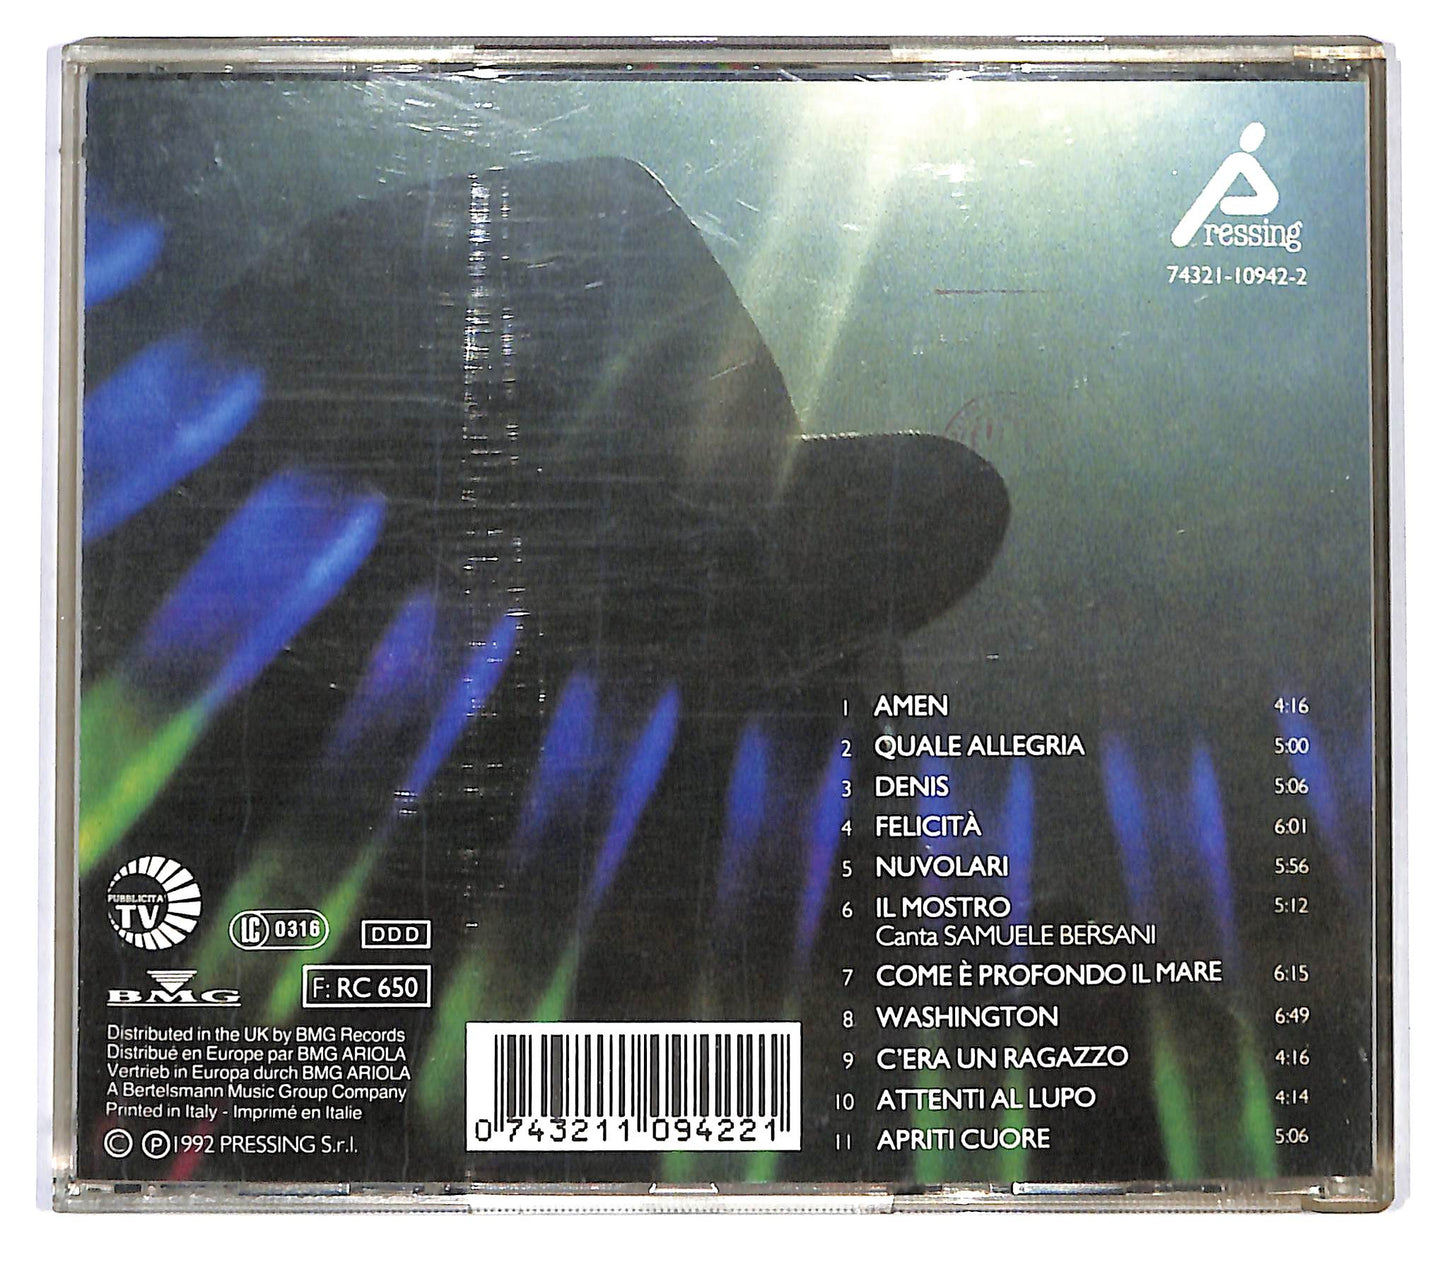 Pressing
74321-10942-2
1 AMEN 4:16
2 QUALE ALLEGRIA 5:00
3 DENIS 5:06
4 FELICITÀ 6:01
5 NUVOLARI 5:56
6 IL MOSTRO 5:12
Canta SAMUELE BERSANI
7 COME È PROFONDO IL MARE 6:15
8 WASHINGTON 6:49
9 C'ERA UN RAGAZZO 4:16
10 ATTENTI AL LUPO 4:14
11 APRITI CUORE 5:06
PUBBLICITA'
TV
LC 0316
DDD
BMG
F: RC 650
Distributed in the UK by BMG Records
Distribué en Europe par BMG ARIOLA
Vertrieb in Europa durch BMG ARIOLA
A Bertelsmann Music Group Company
Printed in Italy - Imprimé en Italie
© ℗ 1992 PRESSING S.r.l.
0 743211 094221